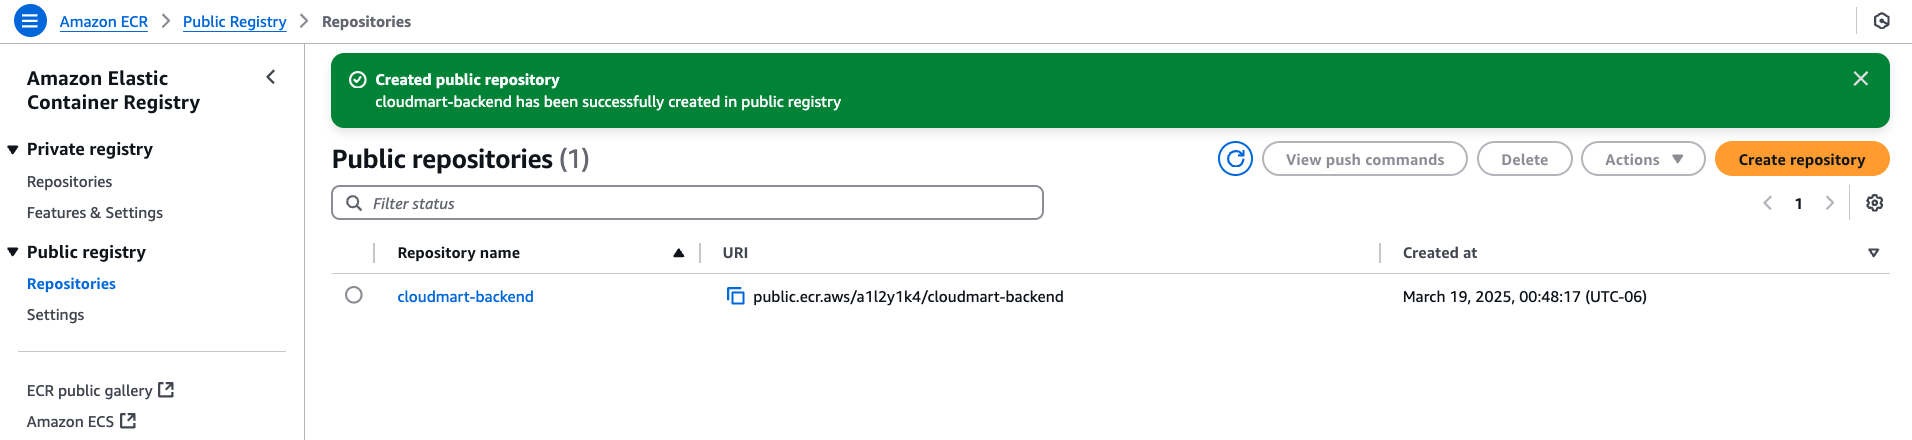 Amazon ECR > Public Registry > Repositories
Amazon Elastic
Container Registry
Private registry
Repositories
Features & Settings
Public registry
Repositories
Settings
ECR public gallery
Amazon ECS
Created public repository
cloudmart-backend has been successfully created in public registry
Public repositories (1)
View push commands
Delete
Actions
Create repository
Filter status
1
Repository name
URI
Created at
cloudmart-backend
public.ecr.aws/a1l2y1k4/cloudmart-backend
March 19, 2025, 00:48:17 (UTC-06)